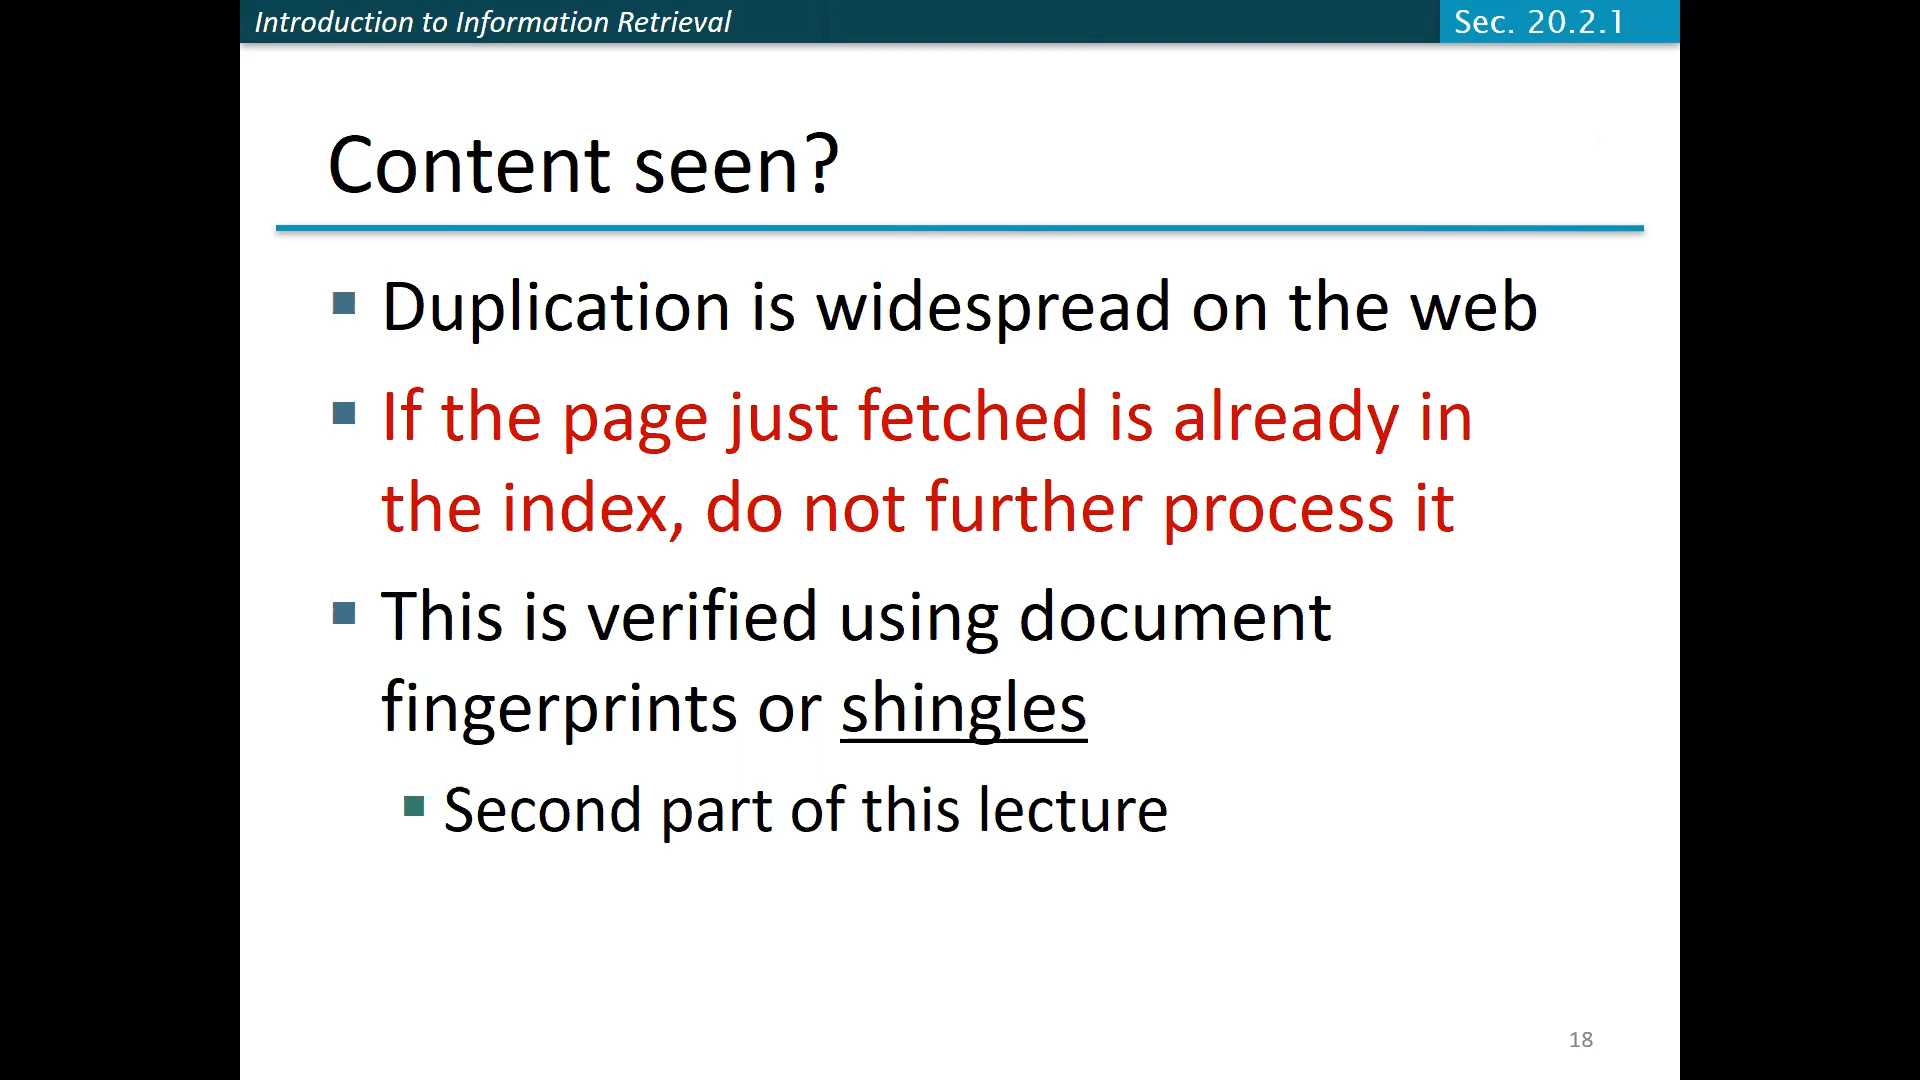 Introduction to Information Retrieval
Sec. 20.2.1
Content seen?
Duplication is widespread on the web
If the page just fetched is already in
the index, do not further process it
This is verified using document
fingerprints or shingles
Second part of this lecture
18